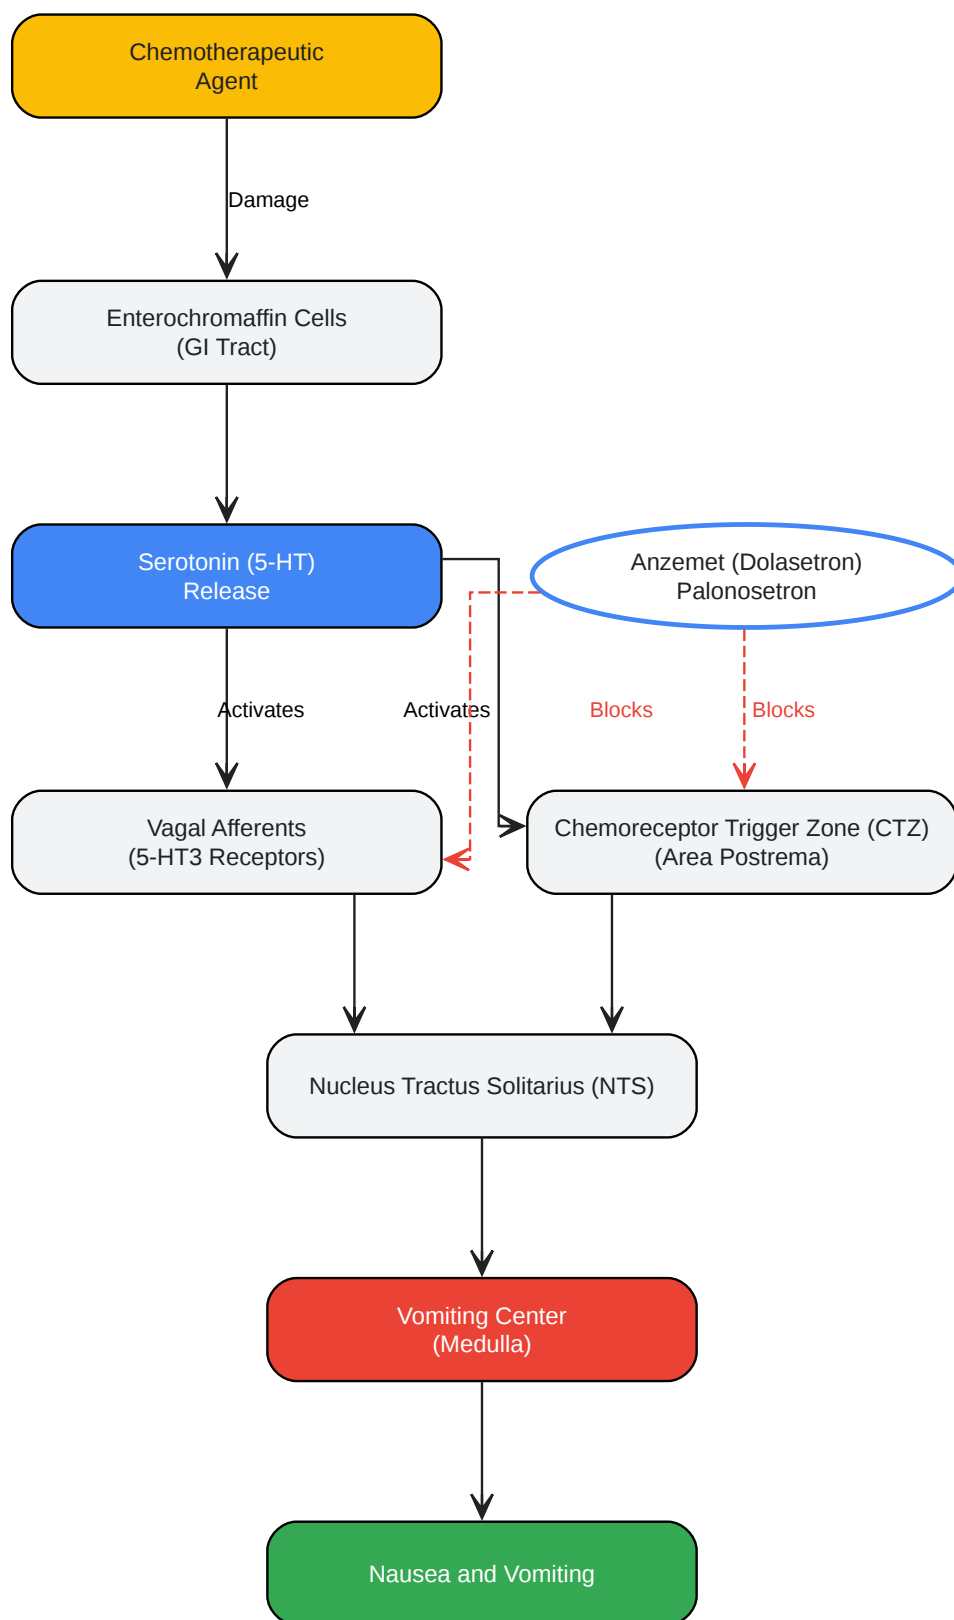 Chemotherapeutic
Agent
Damage
Enterochromaffin Cells
(GI Tract)
Serotonin (5-HT)
Release
Anzemet (Dolasetron)
Palonosetron
Activates
Activates
Blocks
Blocks
Vagal Afferents
(5-HT3 Receptors)
Chemoreceptor Trigger Zone (CTZ)
(Area Postrema)
Nucleus Tractus Solitarius (NTS)
Vomiting Center
(Medulla)
Nausea and Vomiting